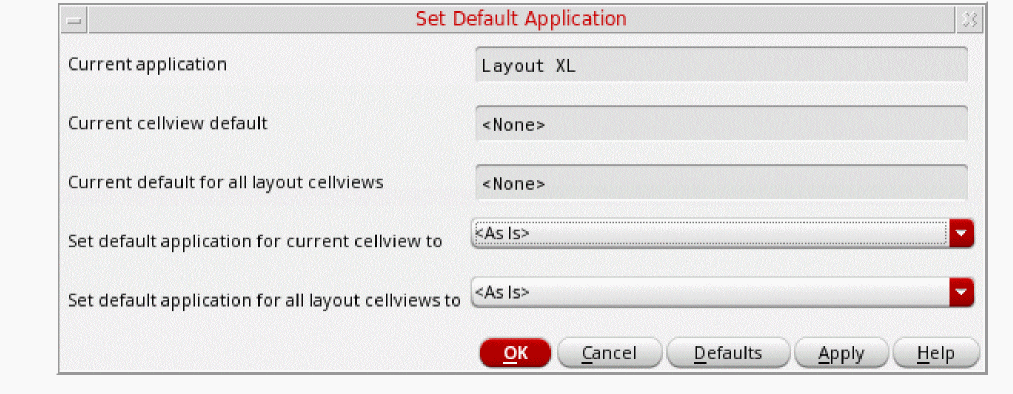 Set Default Application
Current application Layout XL
Current cellview default <None>
Current default for all layout cellviews <None>
Set default application for current cellview to <As Is>
Set default application for all layout cellviews to <As Is>
OK Cancel Defaults Apply Help